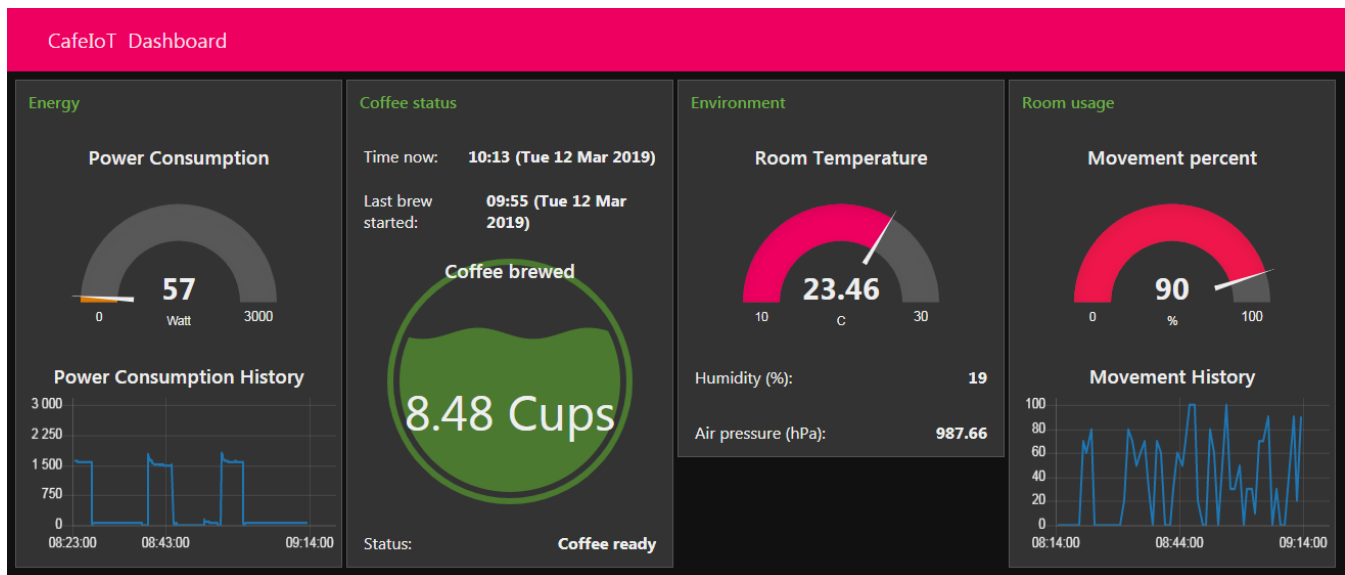 CafeIoT Dashboard
Energy
Power Consumption
57
0
Watt
3000
Power Consumption History
3 000
2 250
1 500
750
0
08:23:00
08:43:00
09:14:00
Coffee status
Time now: 10:13 (Tue 12 Mar 2019)
Last brew started:
09:55 (Tue 12 Mar 2019)
Coffee brewed
8.48 Cups
Status: Coffee ready
Environment
Room Temperature
23.46
10
C
30
Humidity (%): 19
Air pressure (hPa): 987.66
Room usage
Movement percent
90
0
%
100
Movement History
100
80
60
40
20
0
08:14:00
08:44:00
09:14:00